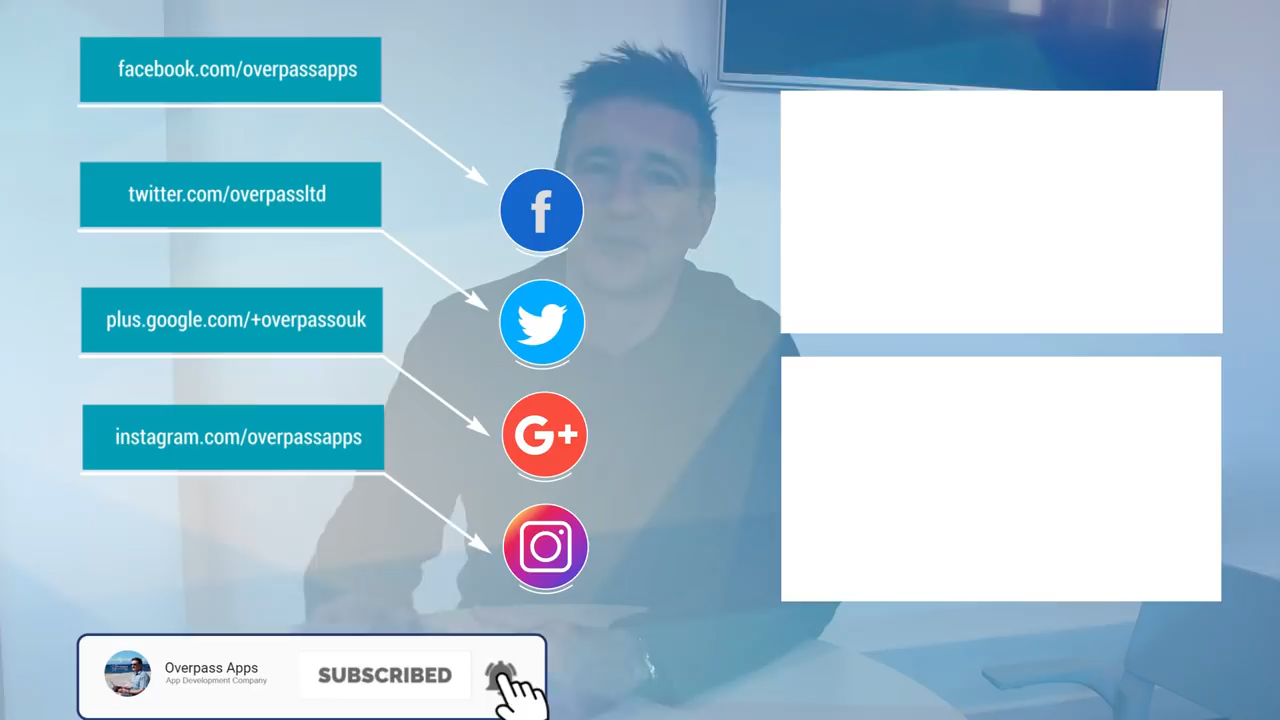 facebook.com/overpassapps
twitter.com/overpassltd
plus.google.com/+overpassouk
instagram.com/overpassapps
f
G+
Overpass Apps
App Development Company
SUBSCRIBED